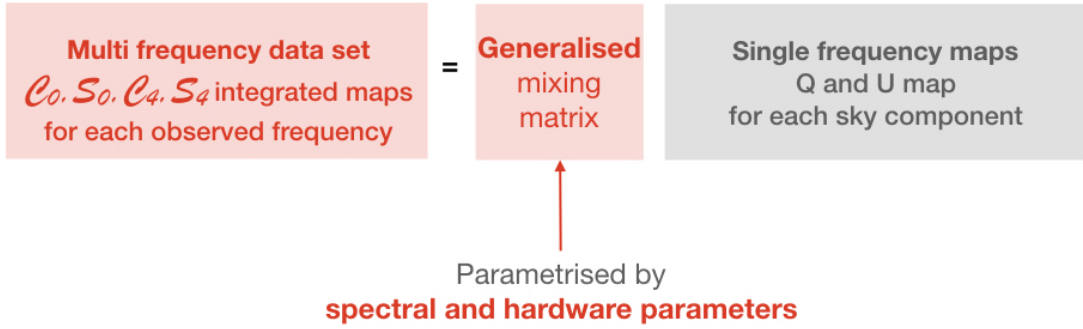 Multi frequency data set
C₀, S₀, C₄, S₄ integrated maps
for each observed frequency
=
Generalised
mixing
matrix
Single frequency maps
Q and U map
for each sky component
Parametrised by
spectral and hardware parameters